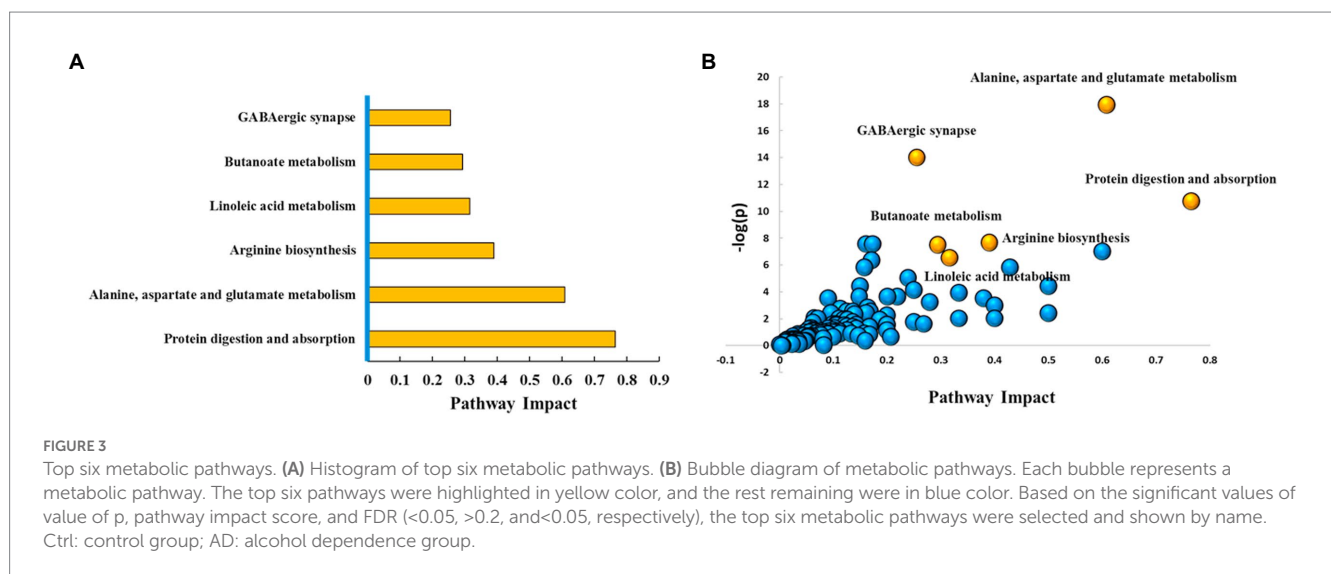 A
GABAergic synapse
Butanoate metabolism
Linoleic acid metabolism
Arginine biosynthesis
Alanine, aspartate and glutamate metabolism
Protein digestion and absorption
0 0.1 0.2 0.3 0.4 0.5 0.6 0.7 0.8 0.9
Pathway Impact
B
20
18
16
14
12
10
8
6
4
2
0
-2
-log(p)
Alanine, aspartate and glutamate metabolism
GABAergic synapse
Protein digestion and absorption
Butanoate metabolism
Arginine biosynthesis
Linoleic acid metabolism
-0.1 0 0.1 0.2 0.3 0.4 0.5 0.6 0.7 0.8
Pathway Impact
FIGURE 3
Top six metabolic pathways. (A) Histogram of top six metabolic pathways. (B) Bubble diagram of metabolic pathways. Each bubble represents a
metabolic pathway. The top six pathways were highlighted in yellow color, and the rest remaining were in blue color. Based on the significant values of
value of p, pathway impact score, and FDR (<0.05, >0.2, and<0.05, respectively), the top six metabolic pathways were selected and shown by name.
Ctrl: control group; AD: alcohol dependence group.